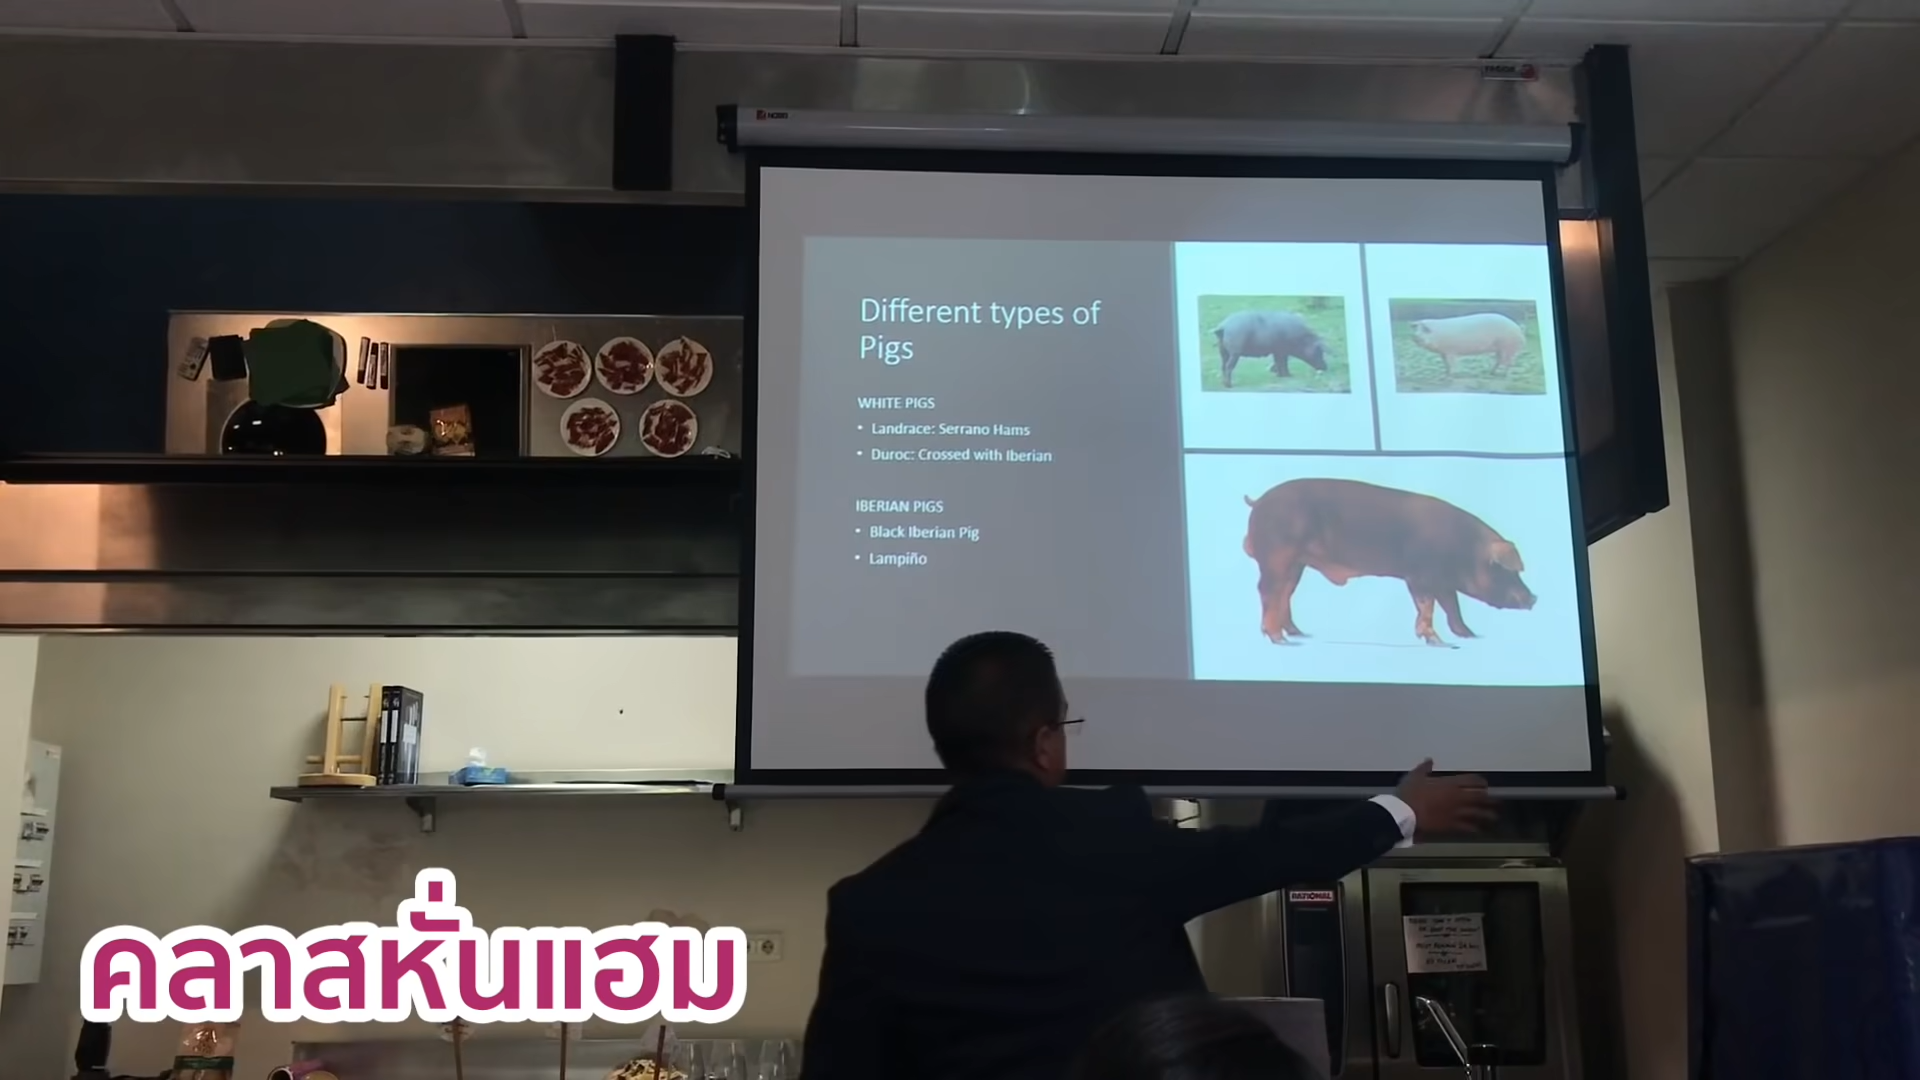 Different types of
Pigs
WHITE PIGS
• Landrace: Serrano Hams
• Duroc: Crossed with Iberian
IBERIAN PIGS
• Black Iberian Pig
• Lampiño
RATIONAL
คลาสหั่นแฮม